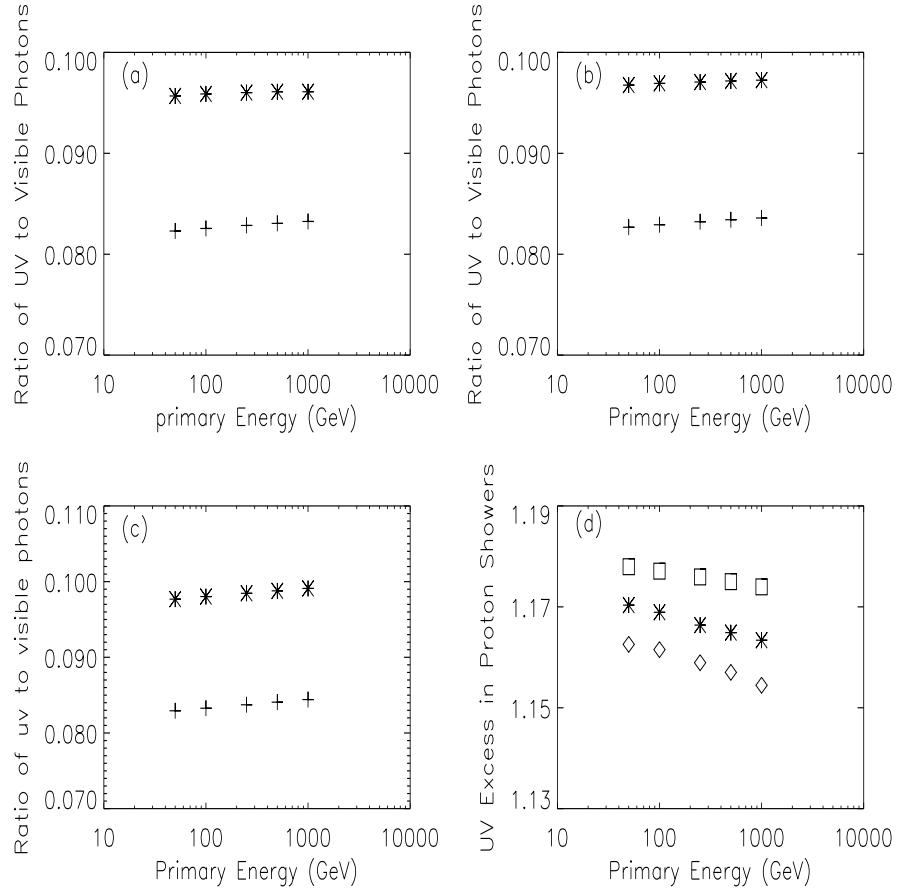 Ratio of UV to Visible Photons
(a)
0.100
0.090
0.080
0.070
10 100 1000 10000
primary Energy (GeV)
Ratio of UV to Visible Photons
(b)
0.100
0.090
0.080
0.070
10 100 1000 10000
Primary Energy (GeV)
Ratio of uv to visible photons
(c)
0.110
0.100
0.090
0.080
0.070
10 100 1000 10000
Primary Energy (GeV)
UV Excess in Proton Showers
(d)
1.19
1.17
1.15
1.13
10 100 1000 10000
Primary Energy (GeV)